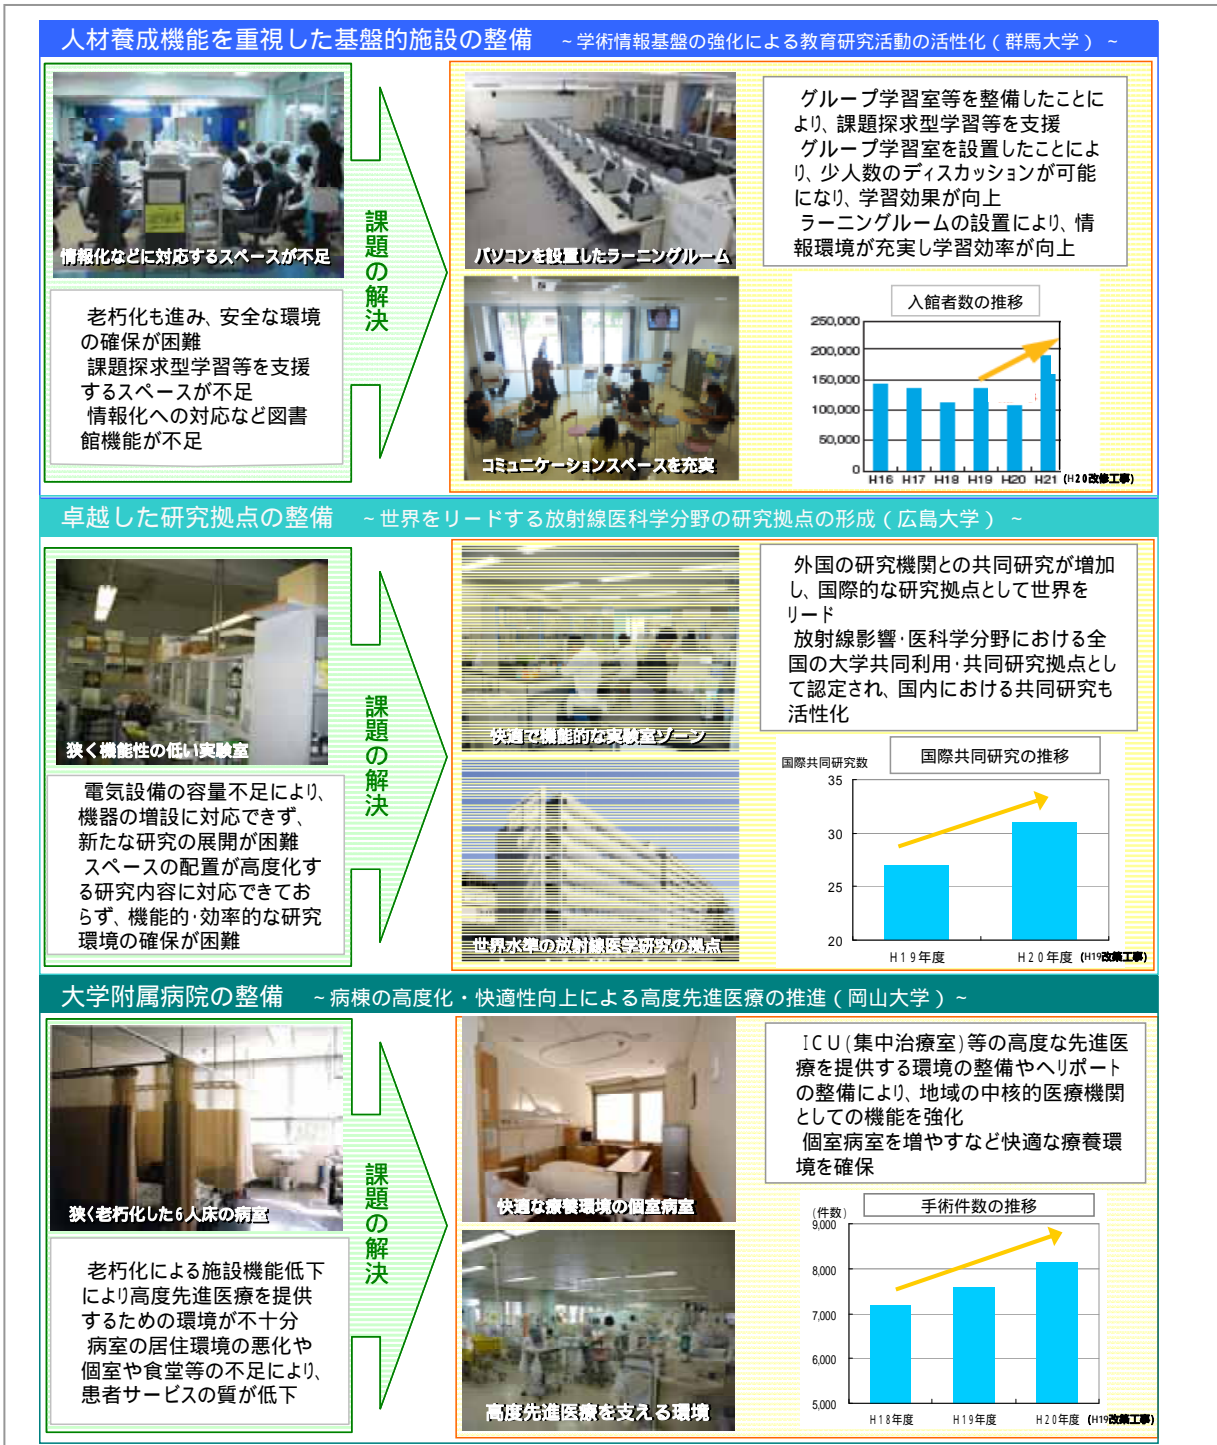 人材養成機能を重視した基盤的施設の整備　～学術情報基盤の強化による教育研究活動の活性化（群馬大学）～
情報化などに対応するスペースが不足
老朽化も進み、安全な環境
の確保が困難
課題探求型学習等を支援
するスペースが不足
情報化への対応など図書
館機能が不足
課題の解決
パソコンを設置したラーニングルーム
コミュニケーションスペースを充実
グループ学習室等を整備したことに
より、課題探求型学習等を支援
グループ学習室を設置したことによ
り、少人数のディスカッションが可能
になり、学習効果が向上
ラーニングルームの設置により、情
報環境が充実し学習効率が向上
入館者数の推移
250,000
200,000
150,000
100,000
50,000
0
H16 H17 H18 H19 H20 H21 (H20改修工事)
卓越した研究拠点の整備　～世界をリードする放射線医科学分野の研究拠点の形成（広島大学）～
狭く機能性の低い実験室
電気設備の容量不足により、
機器の増設に対応できず、
新たな研究の展開が困難
スペースの配置が高度化す
る研究内容に対応できてお
らず、機能的・効率的な研究
環境の確保が困難
課題の解決
快適で機能的な実験室ゾーン
世界水準の放射線医学研究の拠点
外国の研究機関との共同研究が増加
し、国際的な研究拠点として世界を
リード
放射線影響・医科学分野における全
国の大学共同利用・共同研究拠点とし
て認定され、国内における共同研究も
活性化
国際共同研究数
国際共同研究の推移
35
30
25
20
H19年度 H20年度 (H19改築工事)
大学附属病院の整備　～病棟の高度化・快適性向上による高度先進医療の推進（岡山大学）～
狭く老朽化した6人床の病室
老朽化による施設機能低下
により高度先進医療を提供
するための環境が不十分
病室の居住環境の悪化や
個室や食堂等の不足により、
患者サービスの質が低下
課題の解決
快適な療養環境の個室病室
高度先進医療を支える環境
ICU(集中治療室)等の高度な先進医
療を提供する環境の整備やヘリポート
の整備により、地域の中核的医療機関
としての機能を強化
個室病室を増やすなど快適な療養環
境を確保
手術件数の推移
(件数)
9,000
8,000
7,000
6,000
5,000
H18年度 H19年度 H20年度 (H19改築工事)